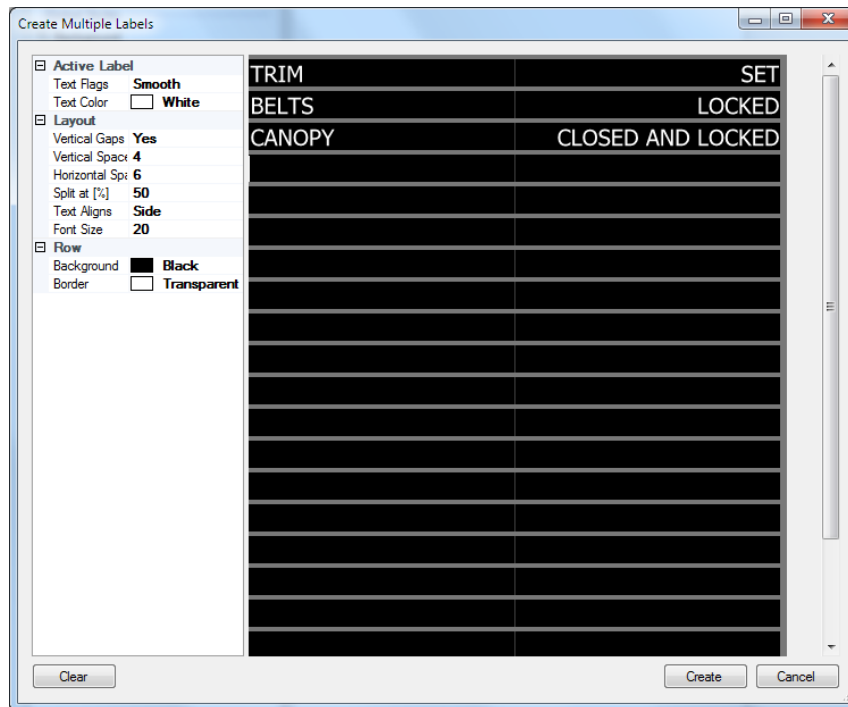 Create Multiple Labels
Active Label
Text Flags Smooth
Text Color White
Layout
Vertical Gaps Yes
Vertical Space 4
Horizontal Spa 6
Split at [%] 50
Text Aligns Side
Font Size 20
Row
Background Black
Border Transparent
TRIM SET
BELTS LOCKED
CANOPY CLOSED AND LOCKED
Clear Create Cancel